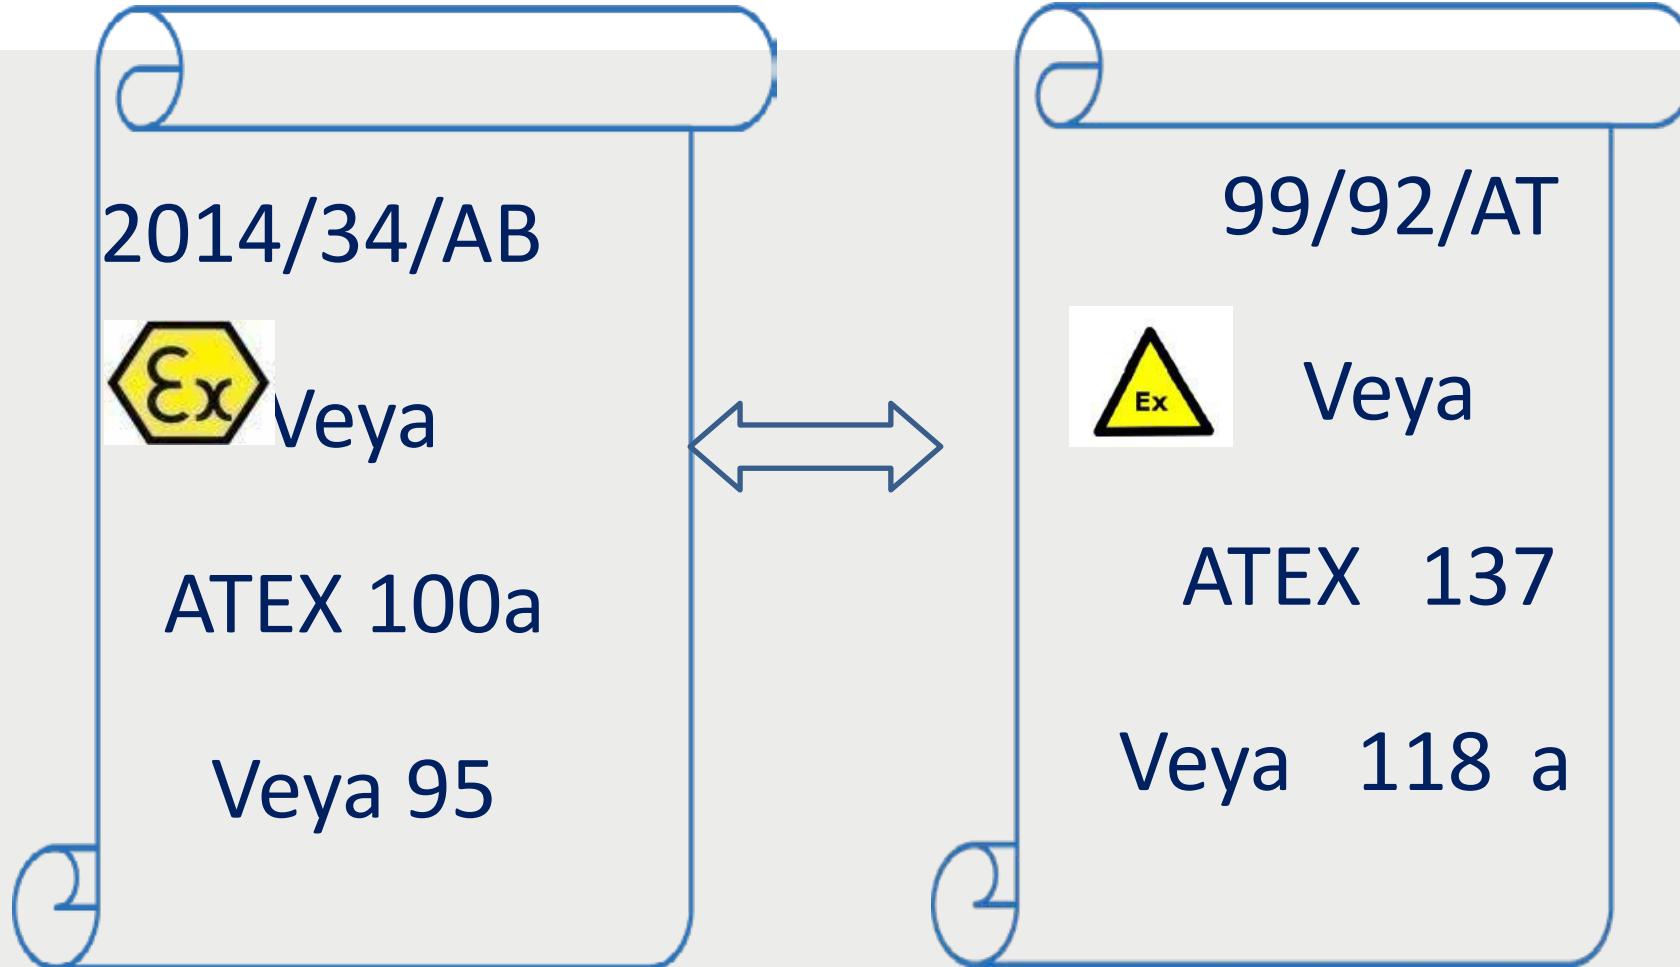 2014/34/AB
Ex
Veya
ATEX 100a
Veya 95
99/92/AT
Ex
Veya
ATEX 137
Veya 118 a